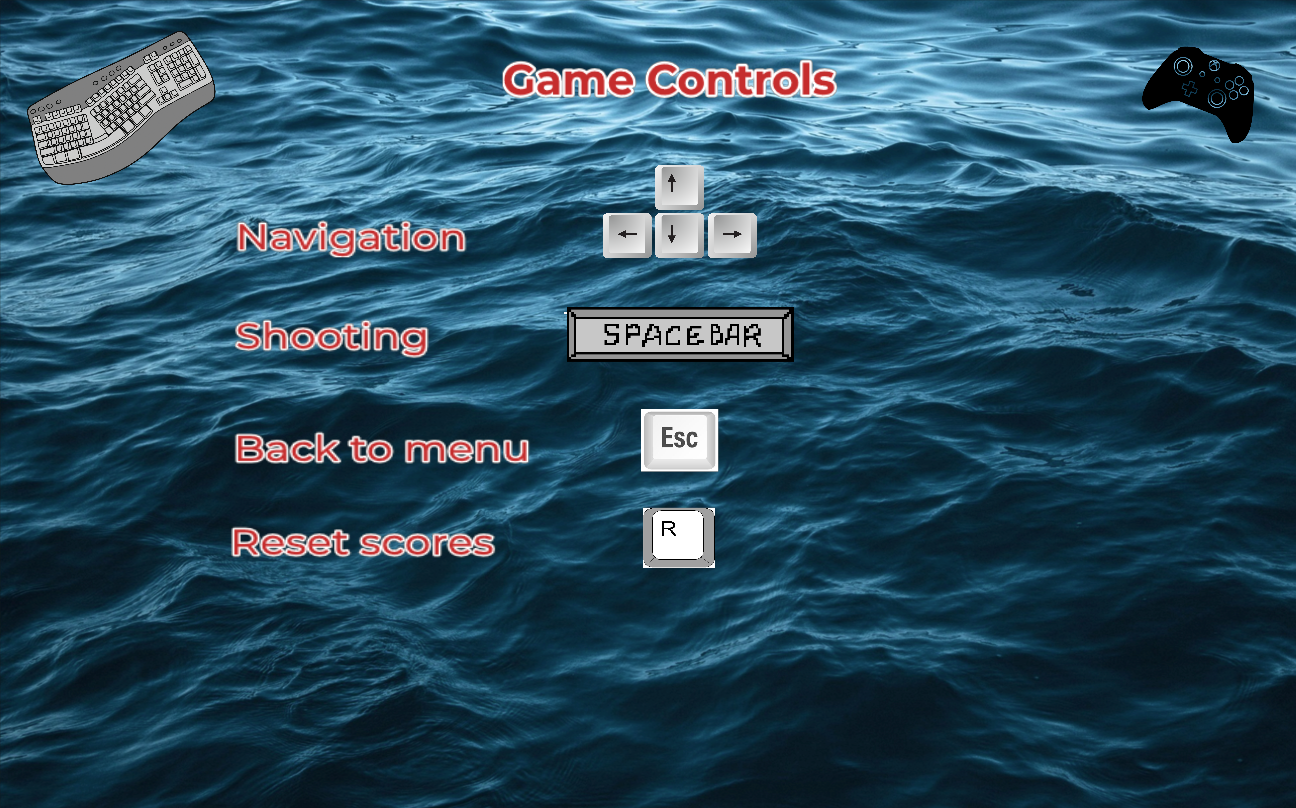 Game Controls
↑
Navigation ← ↓ →
Shooting SPACEBAR
Back to menu Esc
Reset scores R